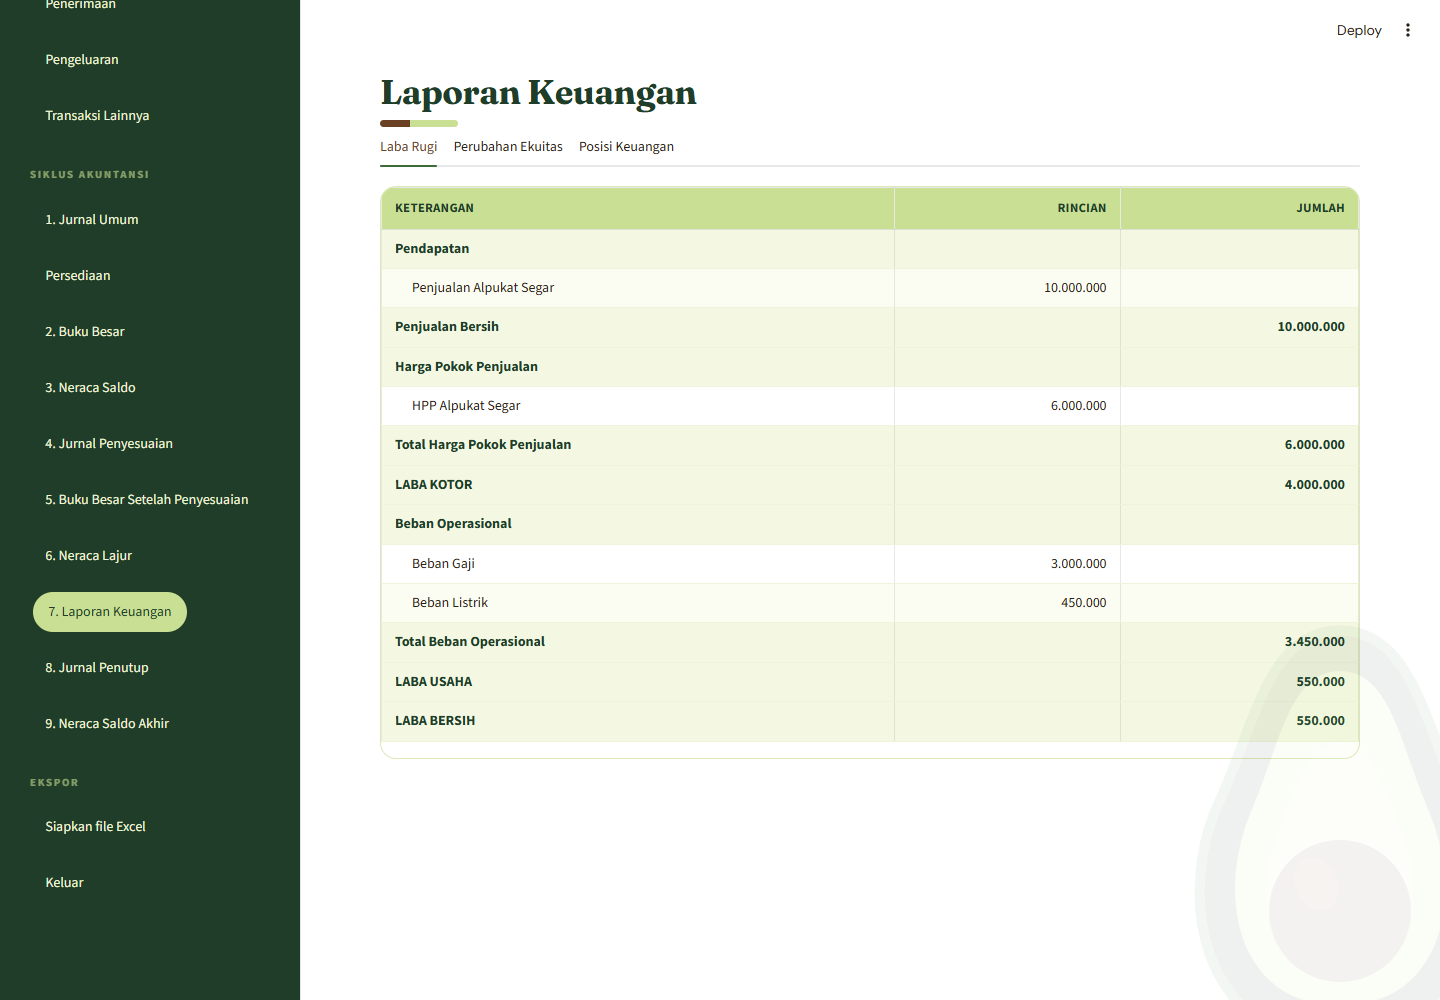 Penerimaan
Pengeluaran
Transaksi Lainnya
SIKLUS AKUNTANSI
1. Jurnal Umum
Persediaan
2. Buku Besar
3. Neraca Saldo
4. Jurnal Penyesuaian
5. Buku Besar Setelah Penyesuaian
6. Neraca Lajur
7. Laporan Keuangan
8. Jurnal Penutup
9. Neraca Saldo Akhir
EKSPOR
Siapkan file Excel
Keluar
Deploy
Laporan Keuangan
Laba Rugi Perubahan Ekuitas Posisi Keuangan
KETERANGAN RINCIAN JUMLAH
Pendapatan
Penjualan Alpukat Segar 10.000.000
Penjualan Bersih 10.000.000
Harga Pokok Penjualan
HPP Alpukat Segar 6.000.000
Total Harga Pokok Penjualan 6.000.000
LABA KOTOR 4.000.000
Beban Operasional
Beban Gaji 3.000.000
Beban Listrik 450.000
Total Beban Operasional 3.450.000
LABA USAHA 550.000
LABA BERSIH 550.000